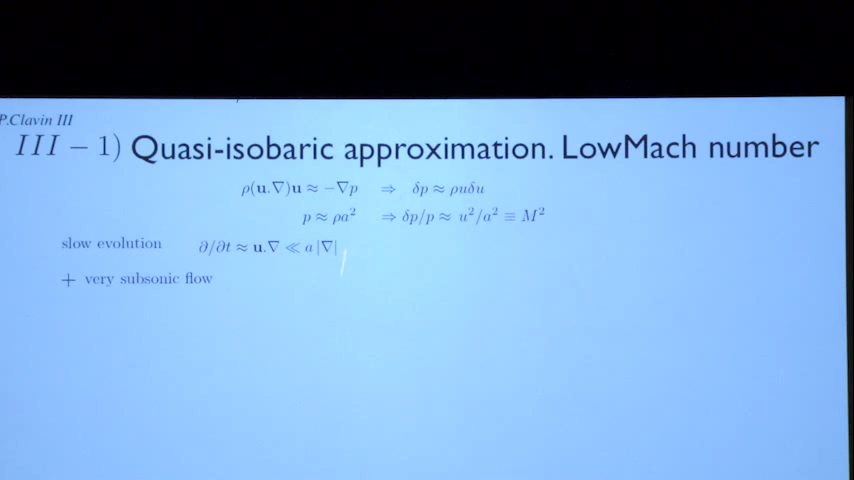 P.Clavin III
III − 1) Quasi-isobaric approximation. LowMach number
ρ(u.∇)u ≈ −∇p ⇒ δp ≈ ρuδu
p ≈ ρa² ⇒ δp/p ≈ u²/a² ≡ M²
slow evolution ∂/∂t ≈ u.∇ ≪ a |∇|
+ very subsonic flow